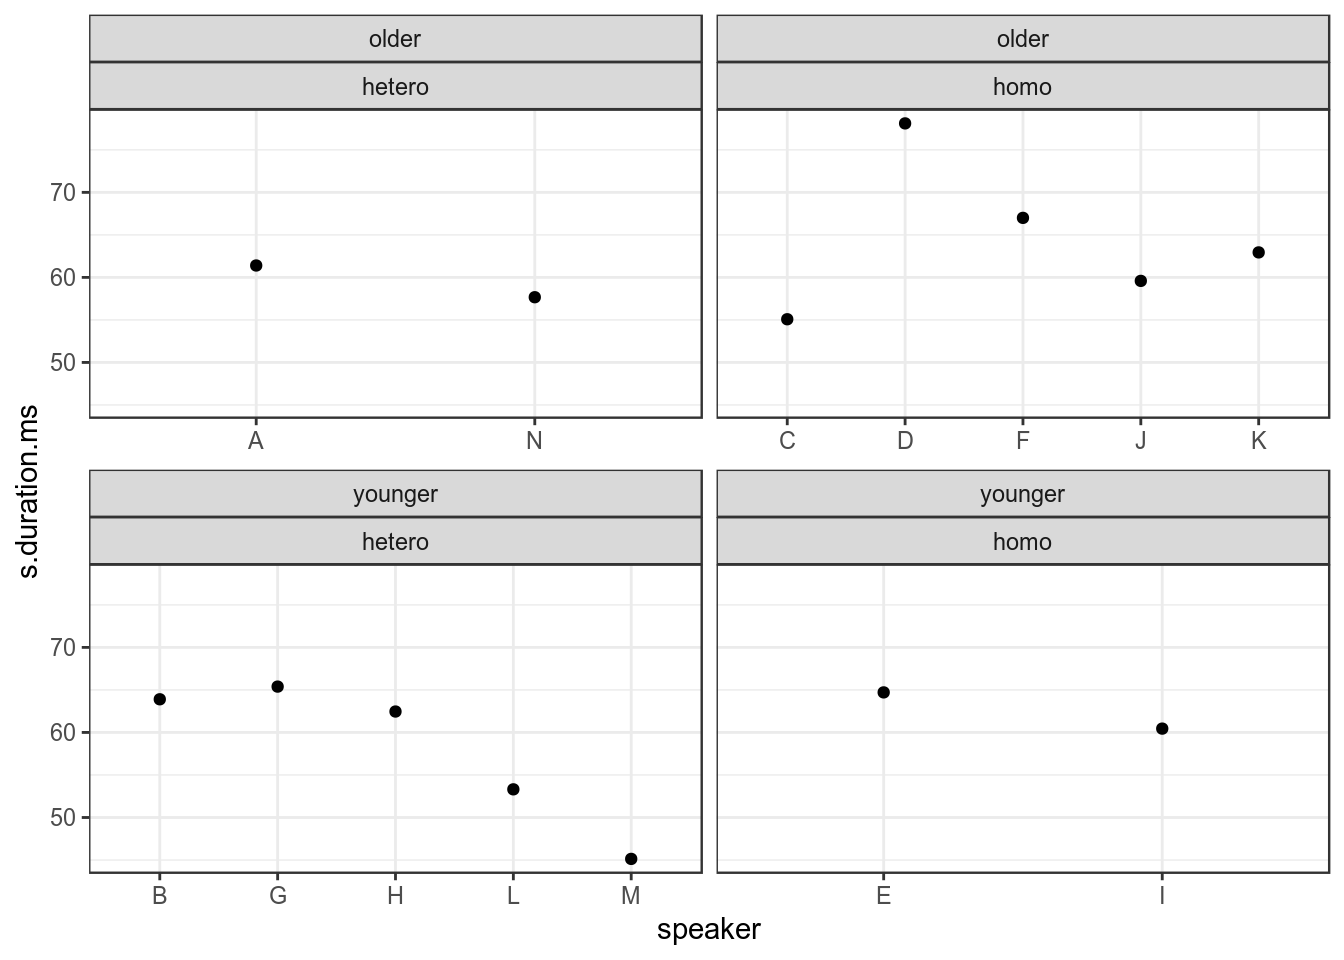 older
older
hetero
homo
70
60
50
A
N
C
D
F
J
K
s.duration.ms
younger
younger
hetero
homo
70
60
50
B
G
H
L
M
E
I
speaker